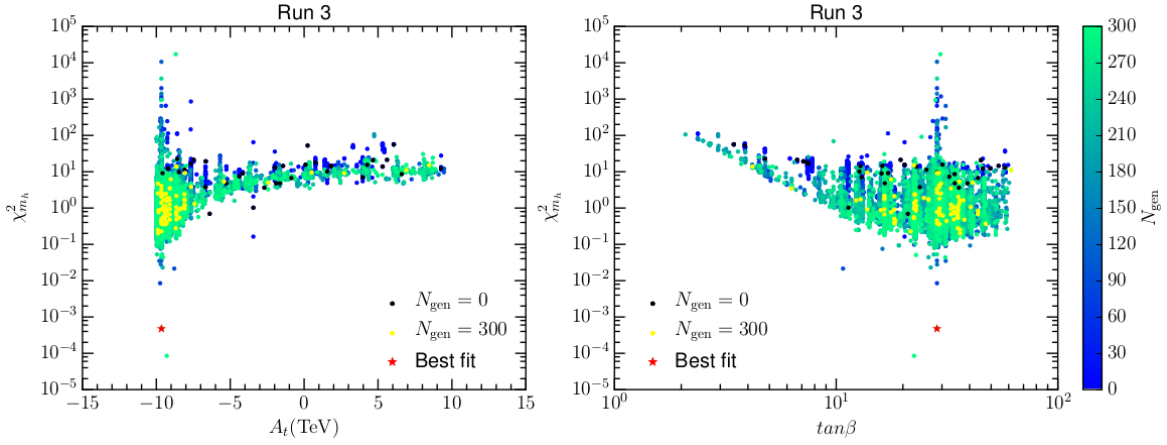 Run 3
10^5
10^4
10^3
10^2
10^1
10^0
10^-1
10^-2
10^-3
10^-4
10^-5
χ²_{m_h}
−15 −10 −5 0 5 10 15
A_t(TeV)
N_gen = 0
N_gen = 300
Best fit
Run 3
10^5
10^4
10^3
10^2
10^1
10^0
10^-1
10^-2
10^-3
10^-4
10^-5
χ²_{m_h}
10^0 10^1 10^2
tanβ
N_gen = 0
N_gen = 300
Best fit
300
270
240
210
180
150
120
90
60
30
0
N_gen